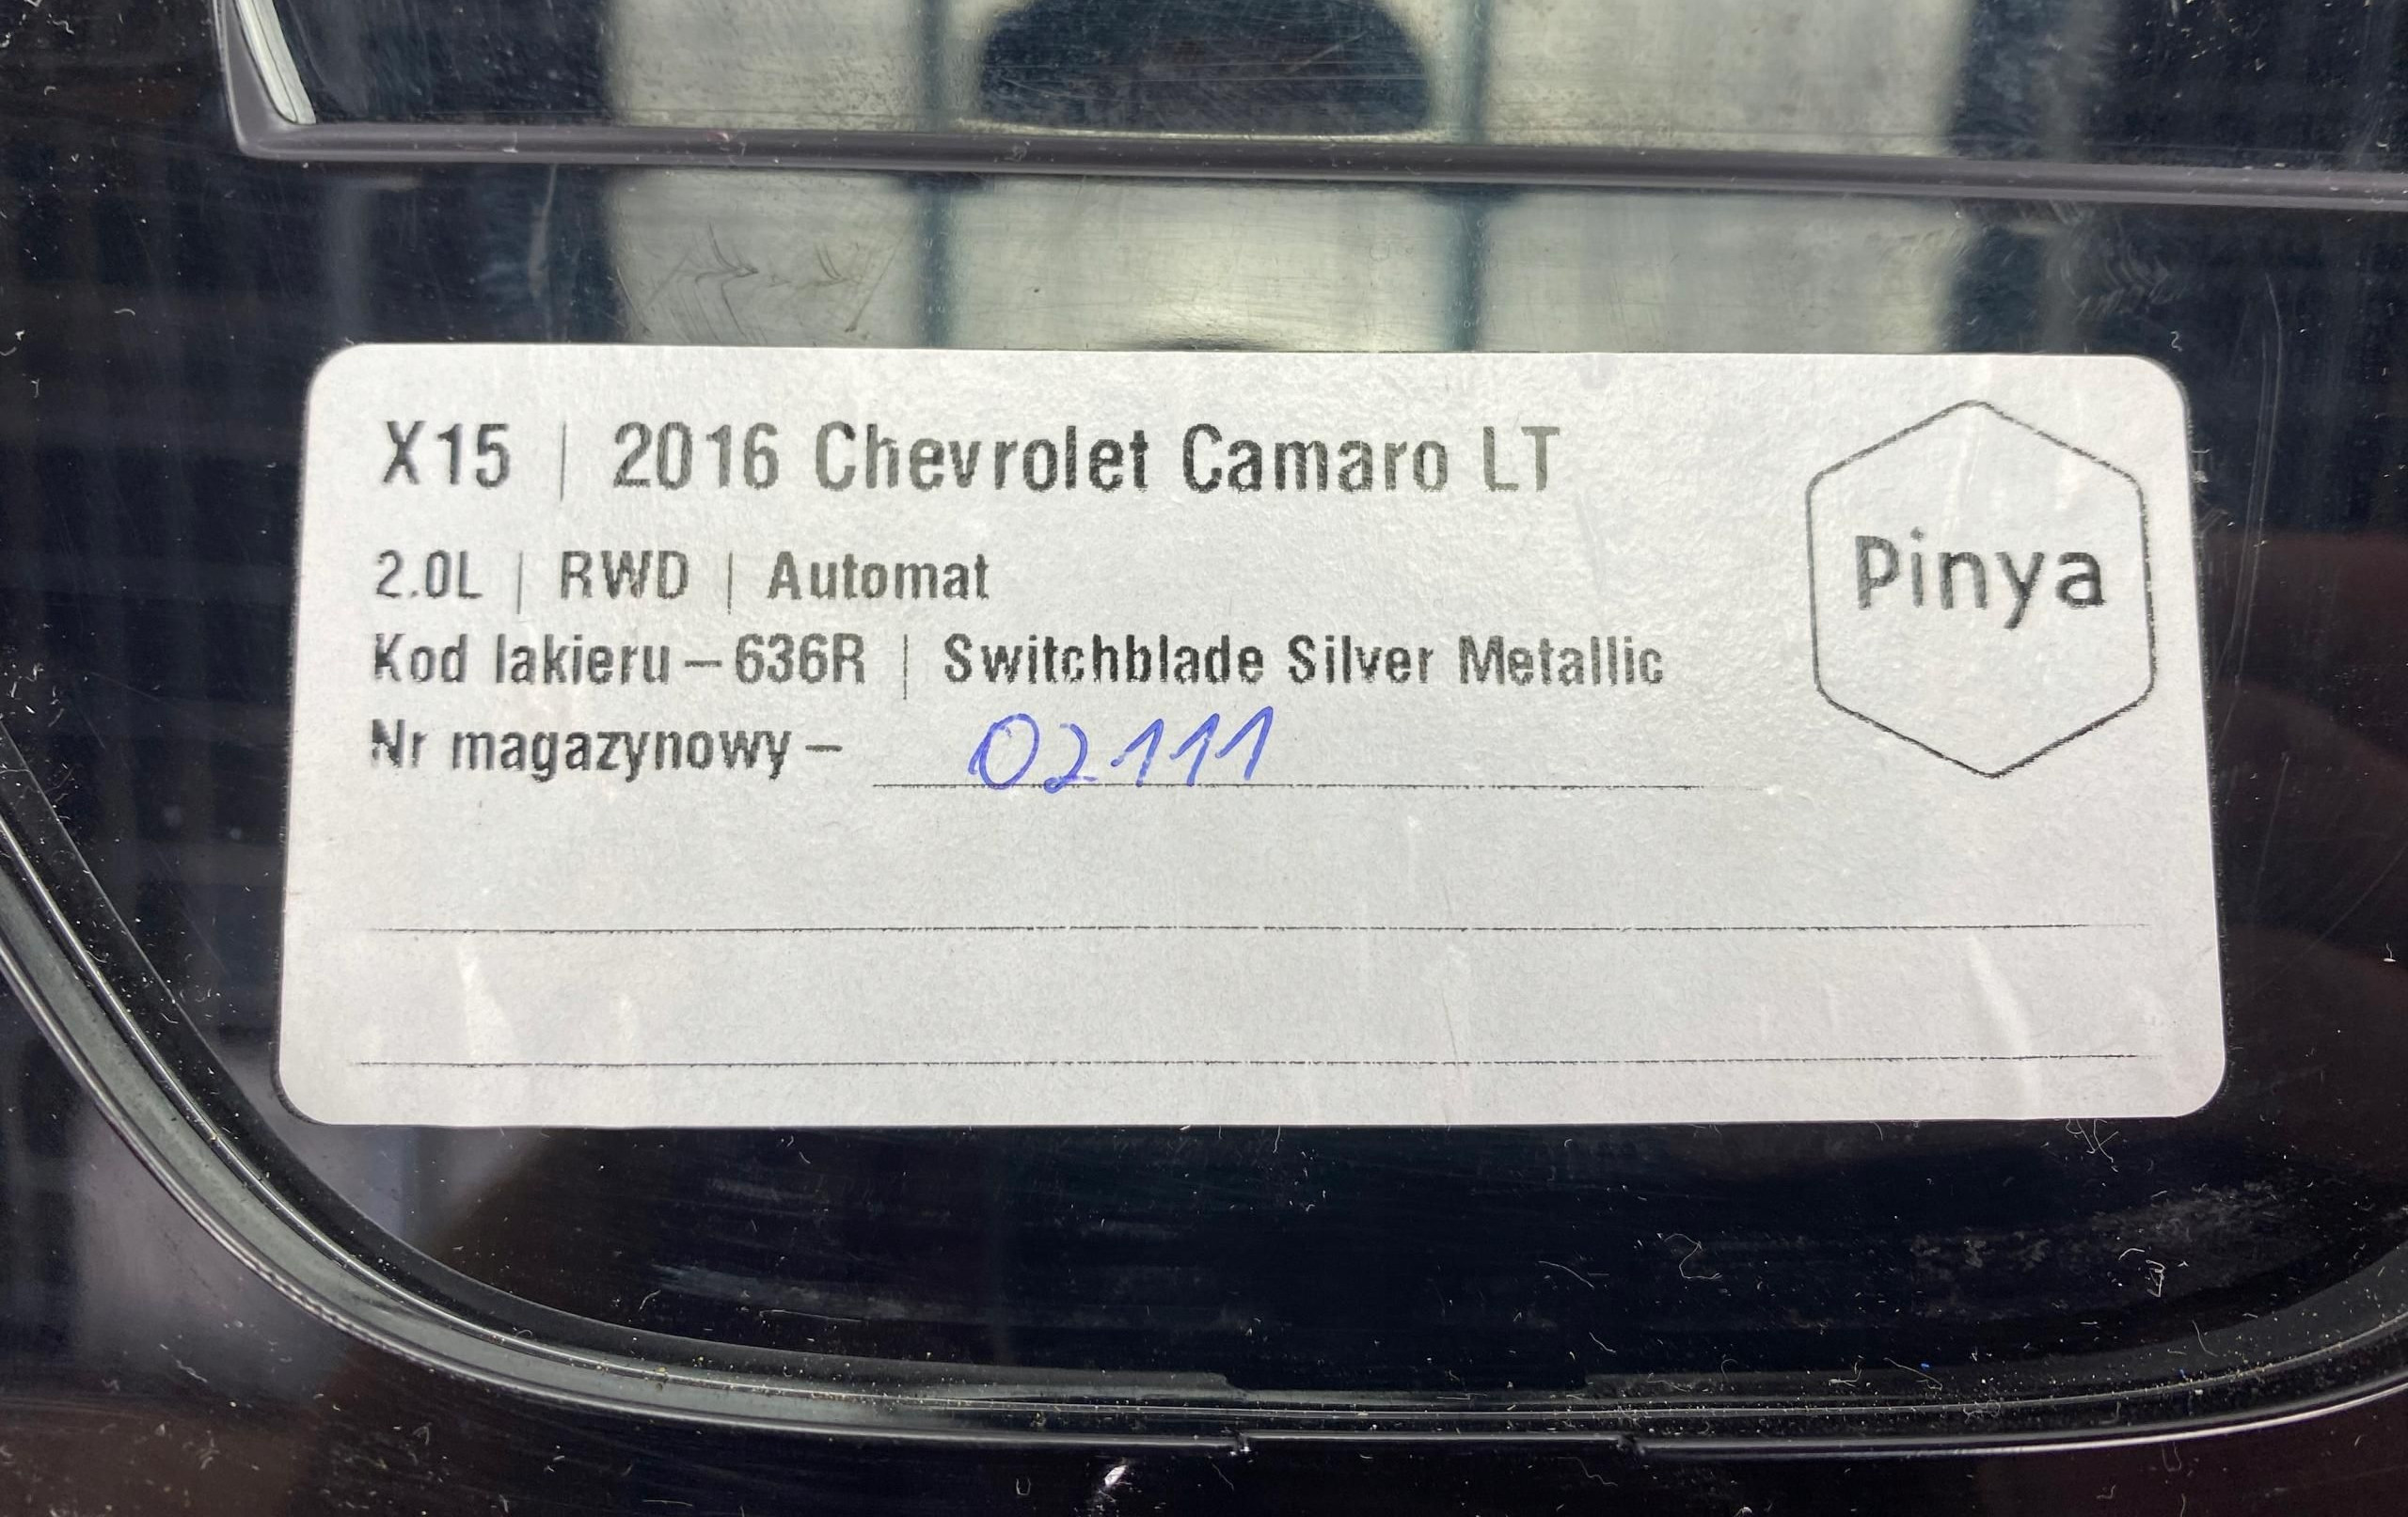 X15 | 2016 Chevrolet Camaro LT
Pinya
2.0L | RWD | Automat
Kod lakieru – 636R | Switchblade Silver Metallic
Nr magazynowy – 02111